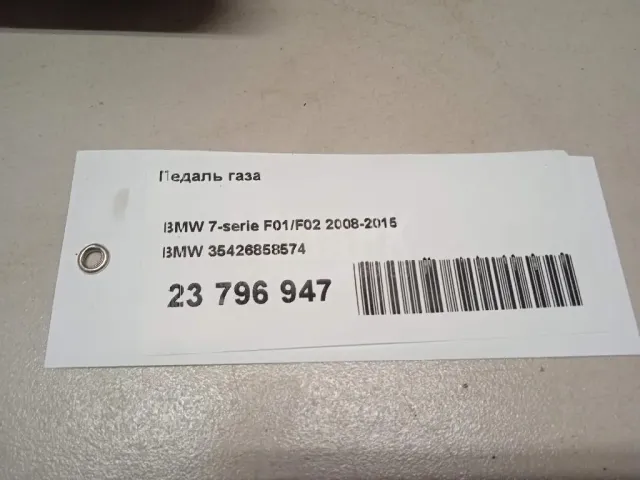 Педаль газа
BMW 7-serie F01/F02 2008-2015
BMW 35426858574
23 796 947